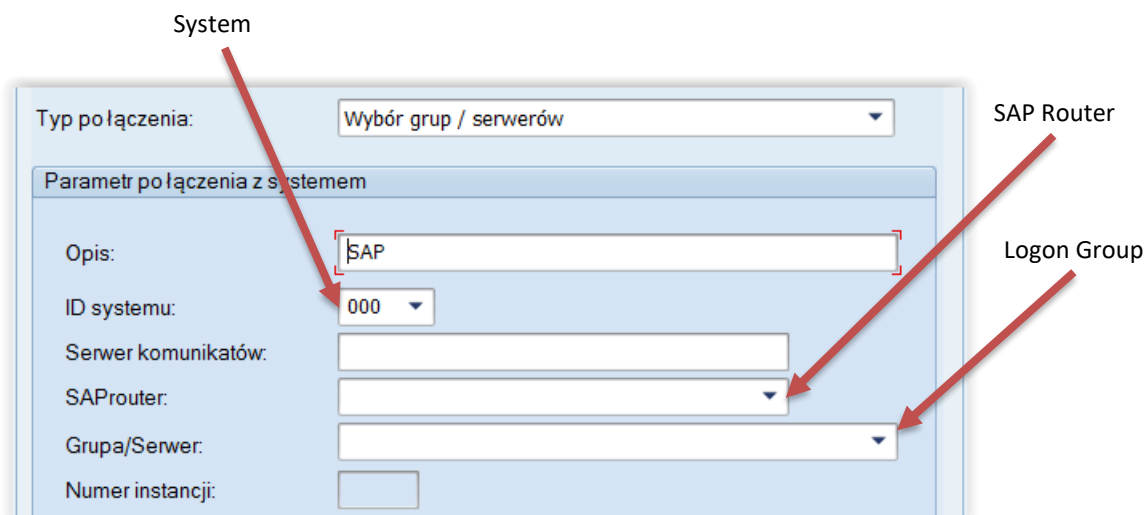 System
Typ połączenia: Wybór grup / serwerów
SAP Router
Parametr połączenia z systemem
Opis: SAP
Logon Group
ID systemu: 000
Serwer komunikatów:
SAProuter:
Grupa/Serwer:
Numer instancji: